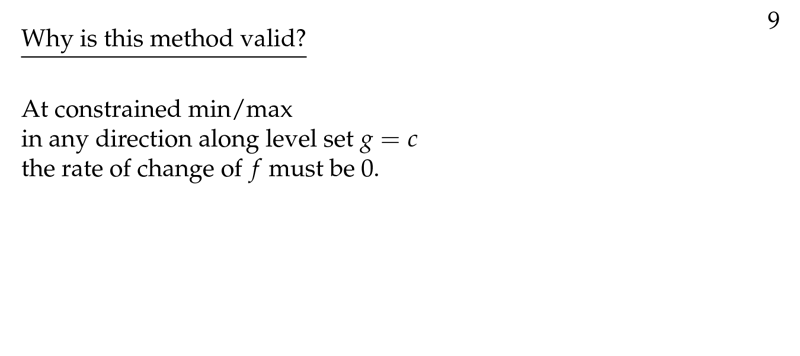 9
Why is this method valid?
At constrained min/max
in any direction along level set g = c
the rate of change of f must be 0.